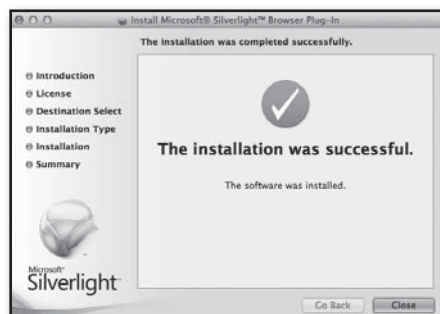 Install Microsoft® Silverlight™ Browser Plug-In
The installation was completed successfully.
Introduction
License
Destination Select
Installation Type
Installation
Summary
The installation was successful.
The software was installed.
Microsoft®
Silverlight™
Go Back
Close